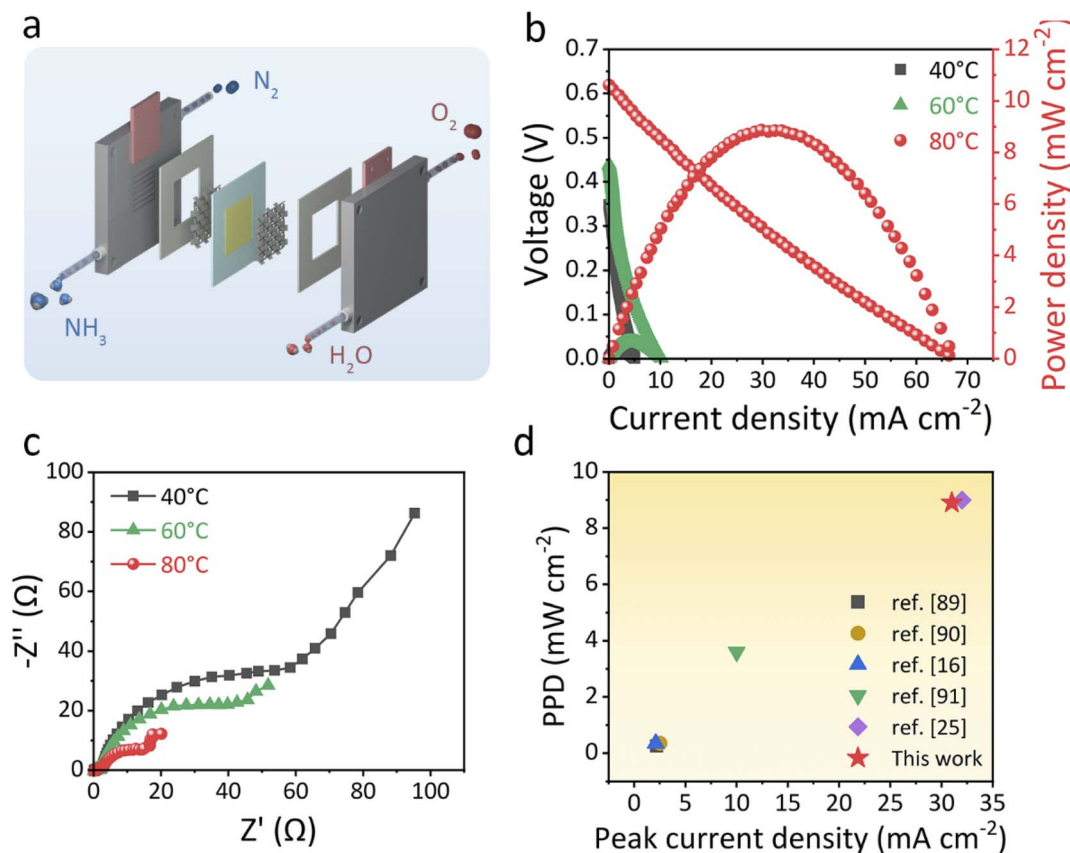 a
N₂
O₂
NH₃
H₂O
b
0.7
0.6
0.5
0.4
0.3
0.2
0.1
0.0
Voltage (V)
40°C
60°C
80°C
12
10
8
6
4
2
0
Power density (mW cm⁻²)
0 10 20 30 40 50 60 70
Current density (mA cm⁻²)
c
100
80
60
40
20
0
-Z'' (Ω)
40°C
60°C
80°C
0 20 40 60 80 100
Z' (Ω)
d
10
8
6
4
2
0
PPD (mW cm⁻²)
ref. [89]
ref. [90]
ref. [16]
ref. [91]
ref. [25]
This work
0 5 10 15 20 25 30 35
Peak current density (mA cm⁻²)